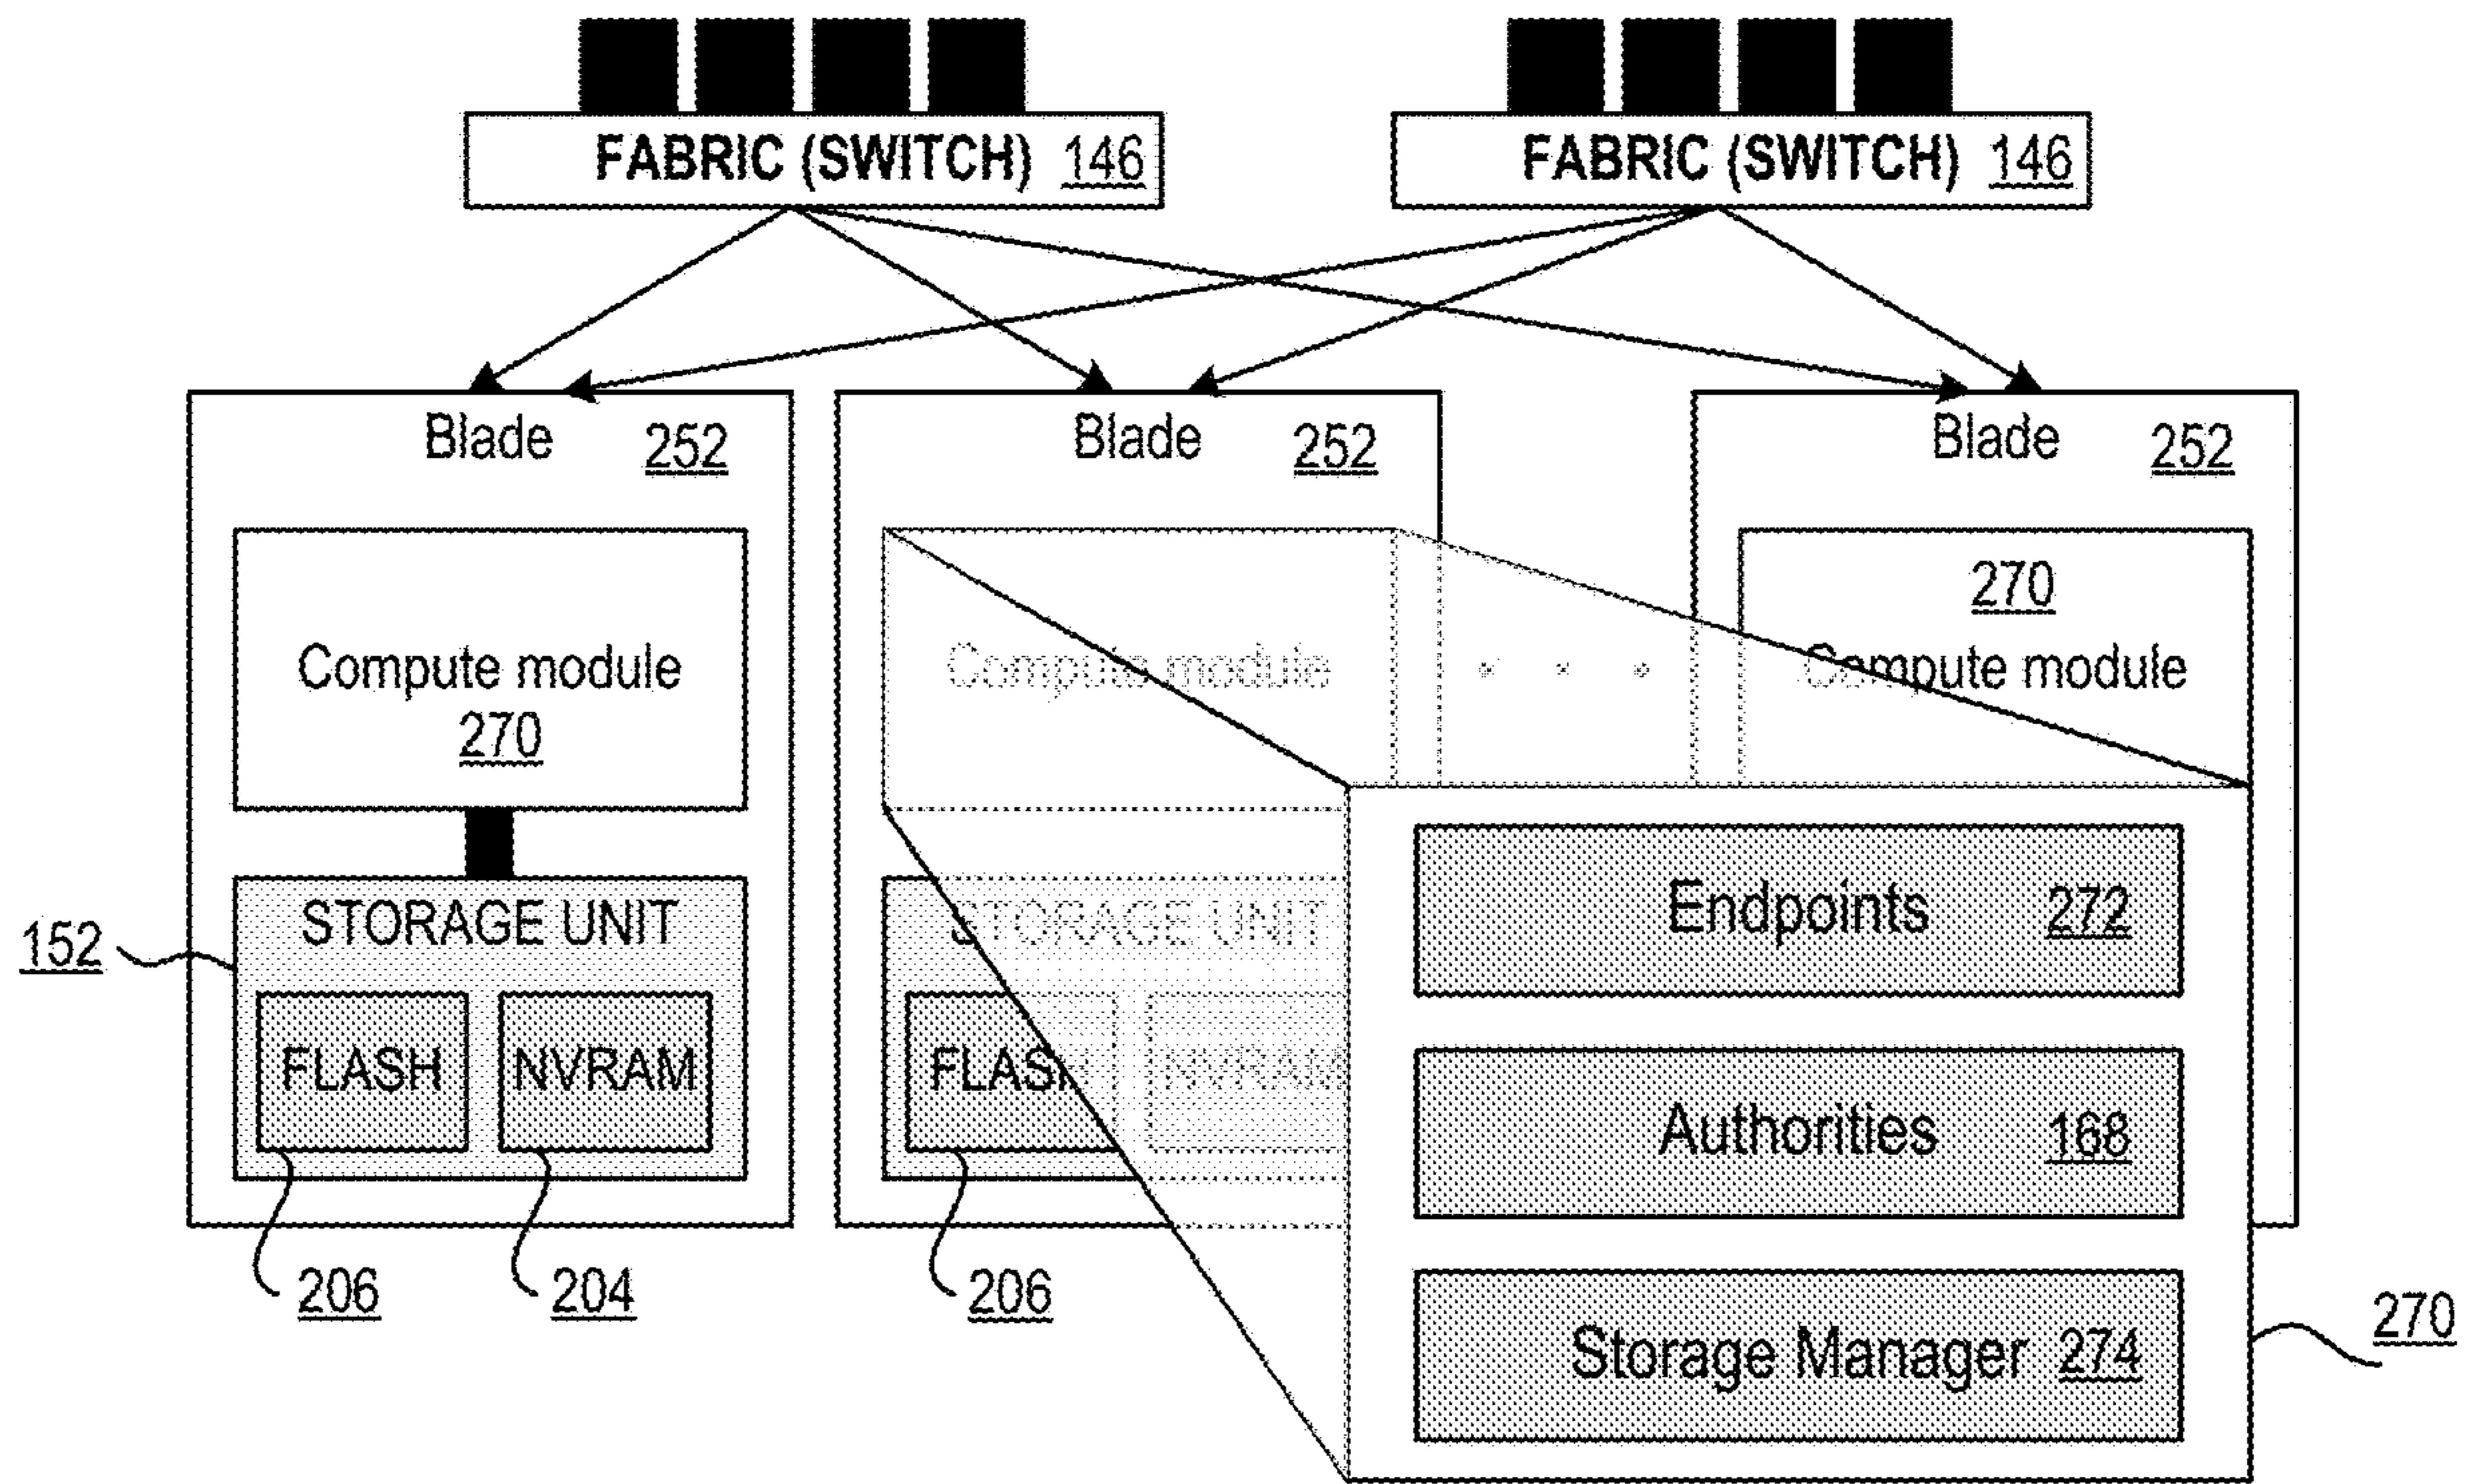 FABRIC (SWITCH) 146
FABRIC (SWITCH) 146
Blade 252
Blade 252
Blade 252
Compute module
270
Compute module
270
Compute module
STORAGE UNIT
152
FLASH
NVRAM
206
204
STORAGE UNIT
FLASH
NVRAM
206
Endpoints 272
Authorities 168
Storage Manager 274
270